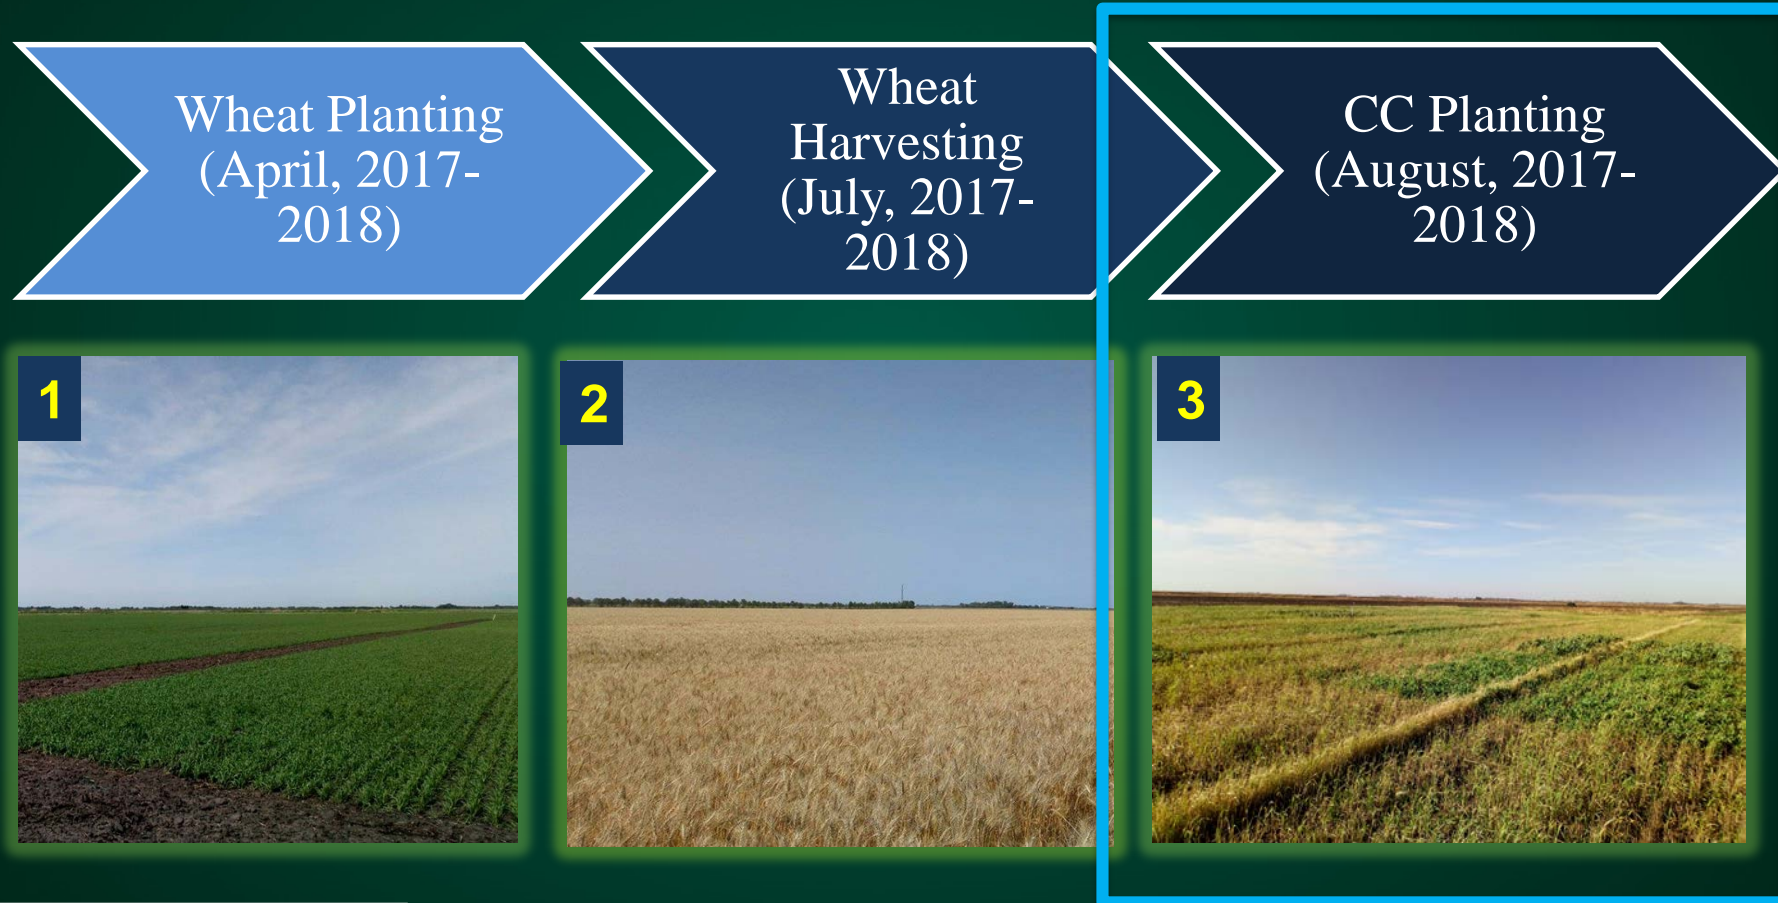 Wheat Planting
(April, 2017-
2018)
Wheat
Harvesting
(July, 2017-
2018)
CC Planting
(August, 2017-
2018)
1
2
3